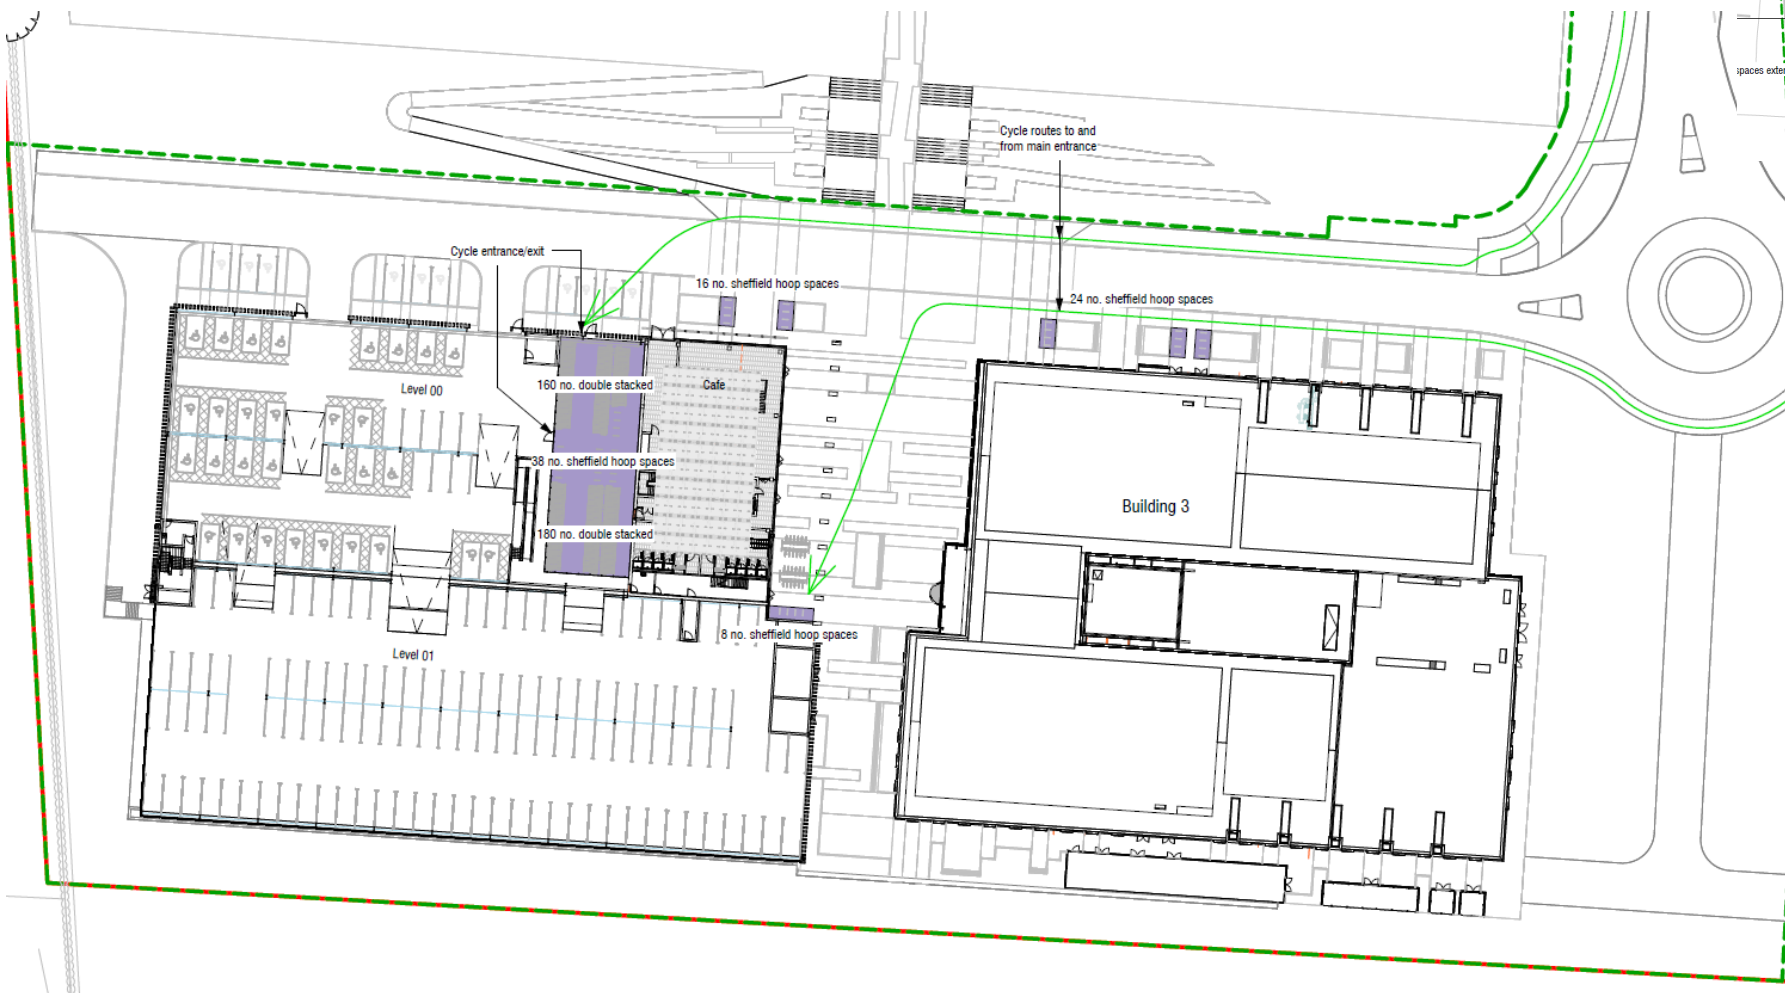 spaces exter
Cycle routes to and
from main entrance
Cycle entrance/exit
16 no. sheffield hoop spaces
24 no. sheffield hoop spaces
160 no. double stacked
Cafe
Level 00
38 no. sheffield hoop spaces
Building 3
180 no. double stacked
8 no. sheffield hoop spaces
Level 01